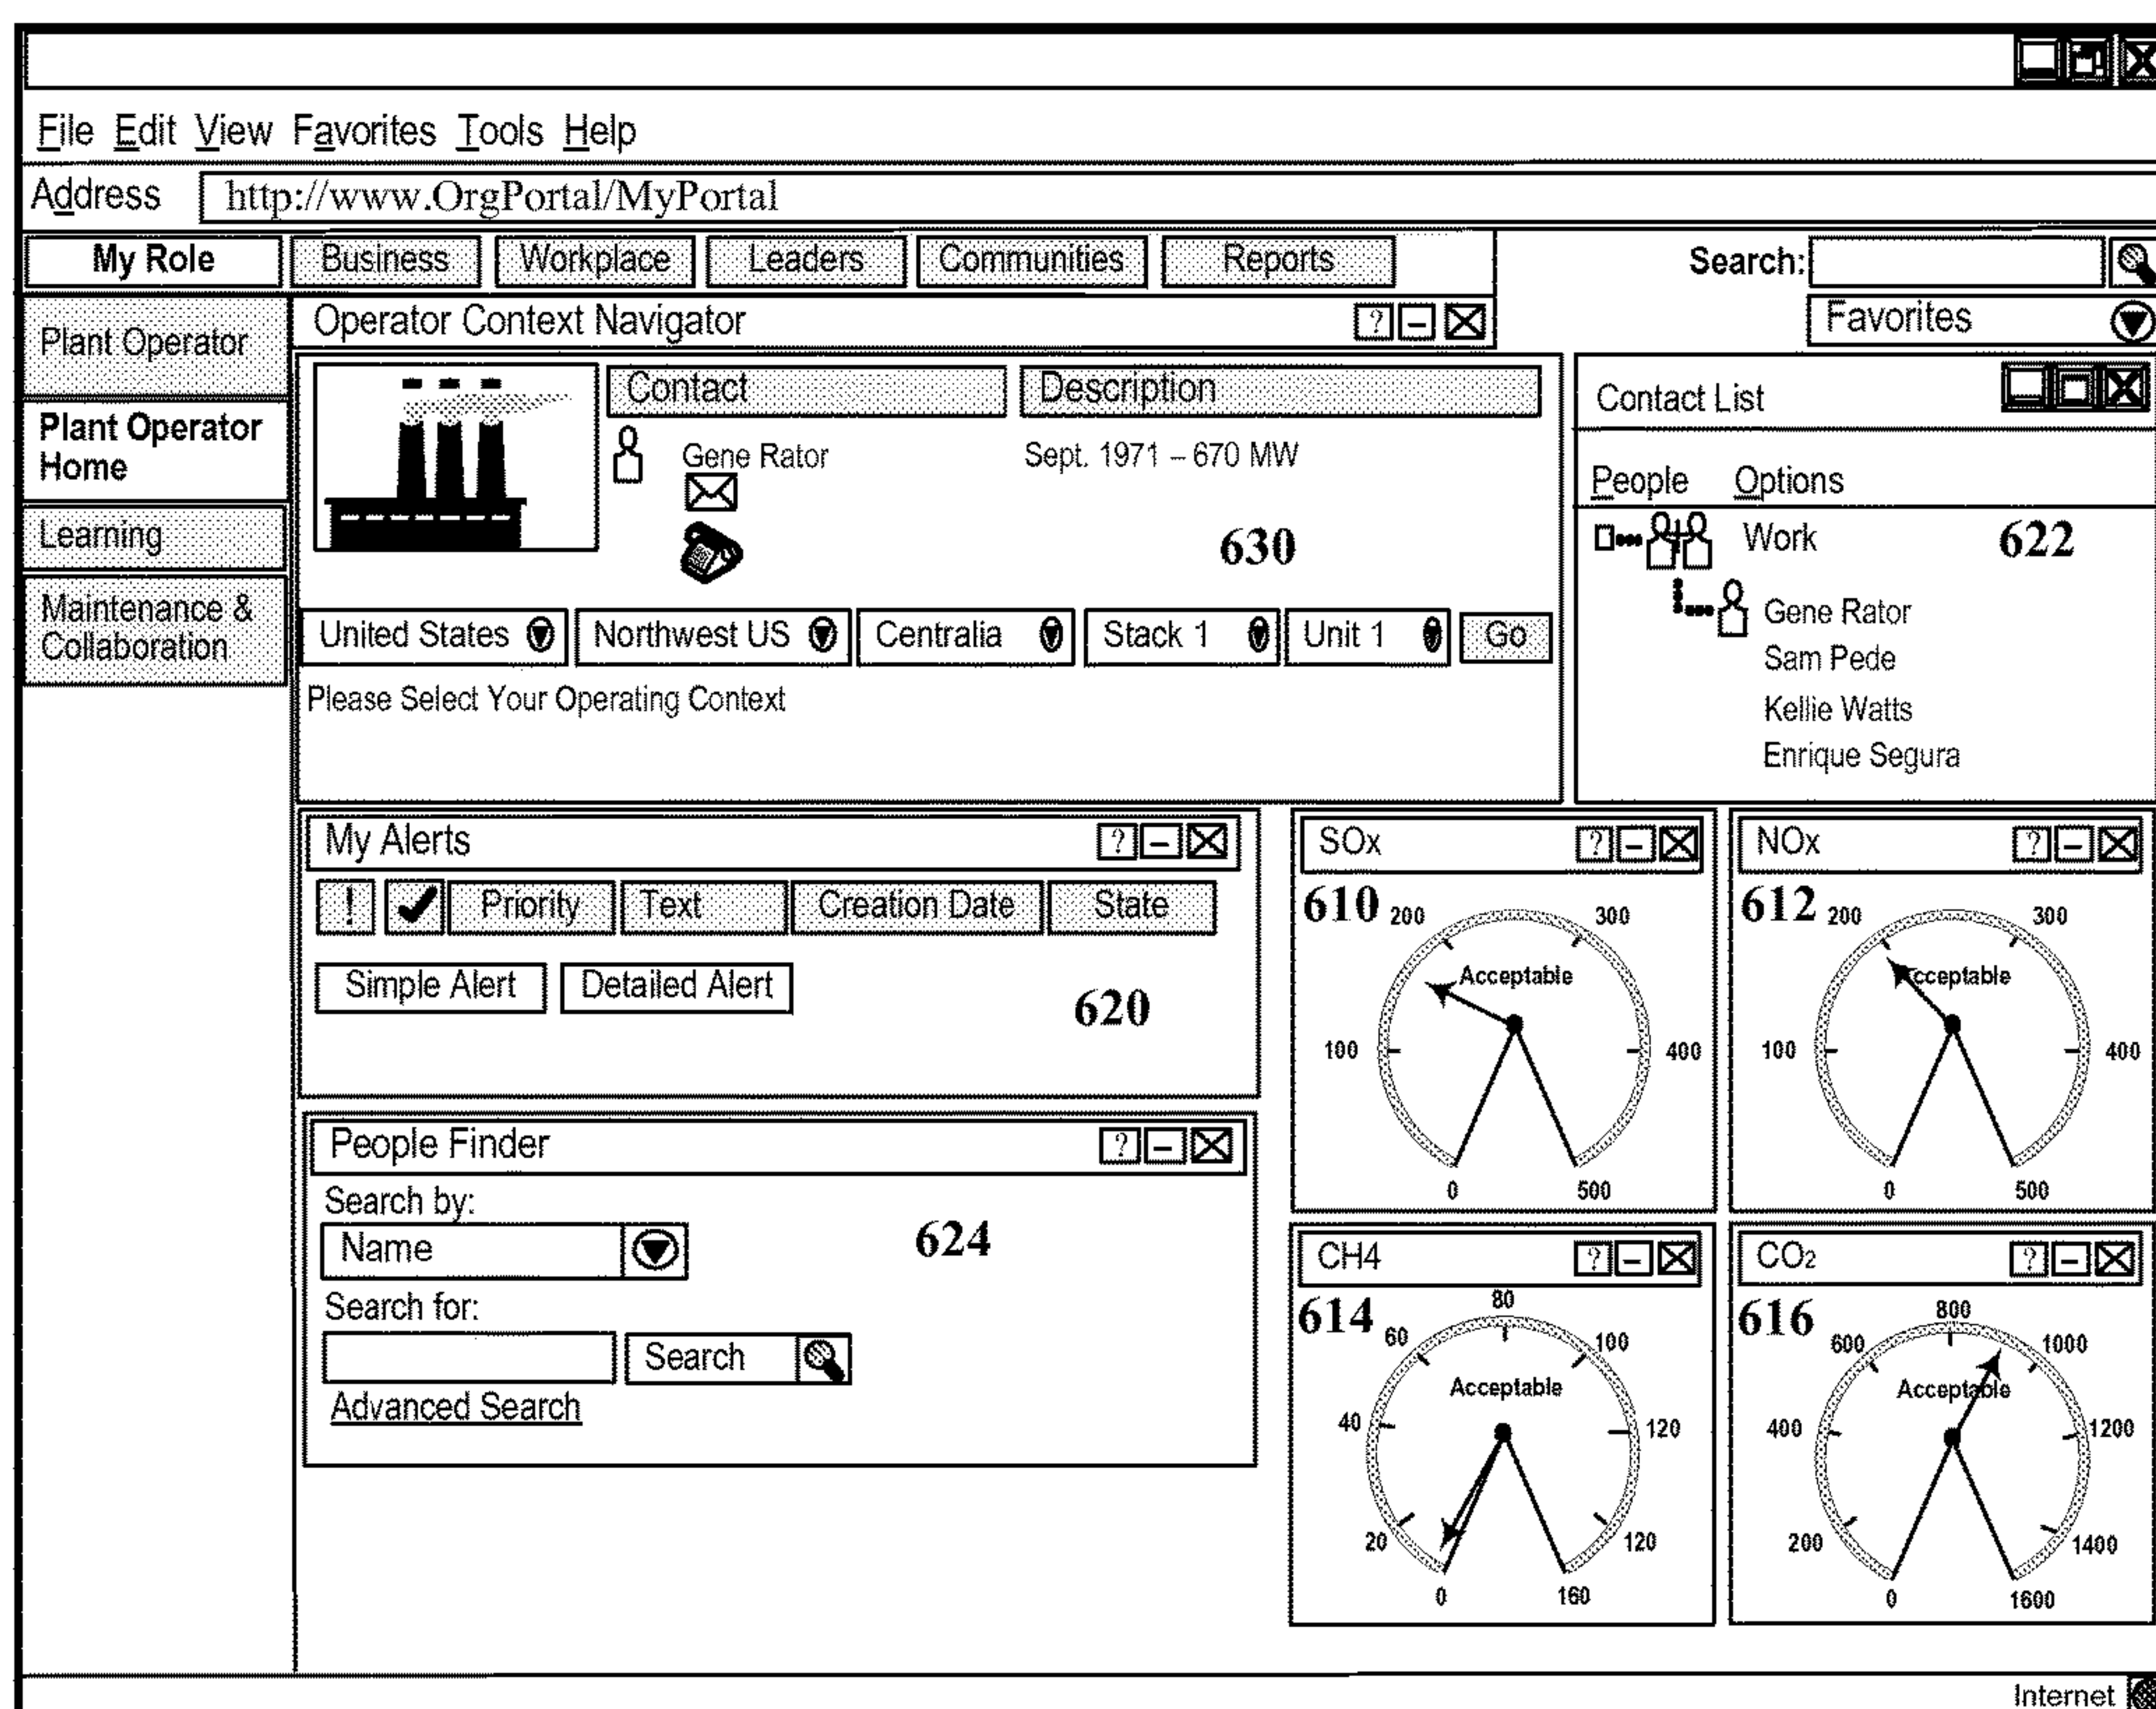 File Edit View Favorites Tools Help
Address http://www.OrgPortal/MyPortal
My Role Business Workplace Leaders Communities Reports Search:
Favorites
Plant Operator
Plant Operator
Home
Learning
Maintenance &
Collaboration
Operator Context Navigator ? –
Contact Description
Gene Rator Sept. 1971 – 670 MW
630
United States Northwest US Centralia Stack 1 Unit 1 Go
Please Select Your Operating Context
Contact List
People Options
Work 622
Gene Rator
Sam Pede
Kellie Watts
Enrique Segura
My Alerts ? –
! Priority Text Creation Date State
Simple Alert Detailed Alert
620
People Finder ? –
Search by:
Name
624
Search for:
Search
Advanced Search
SOx ? –
610 200 300
Acceptable
100 400
0 500
NOx ? –
612 200 300
cceptable
100 400
0 500
CH4 ? –
80
614 60 100
Acceptable
40 120
20 120
0 160
CO2 ? –
800
616 600 1000
Acceptable
400 1200
200 1400
0 1600
Internet